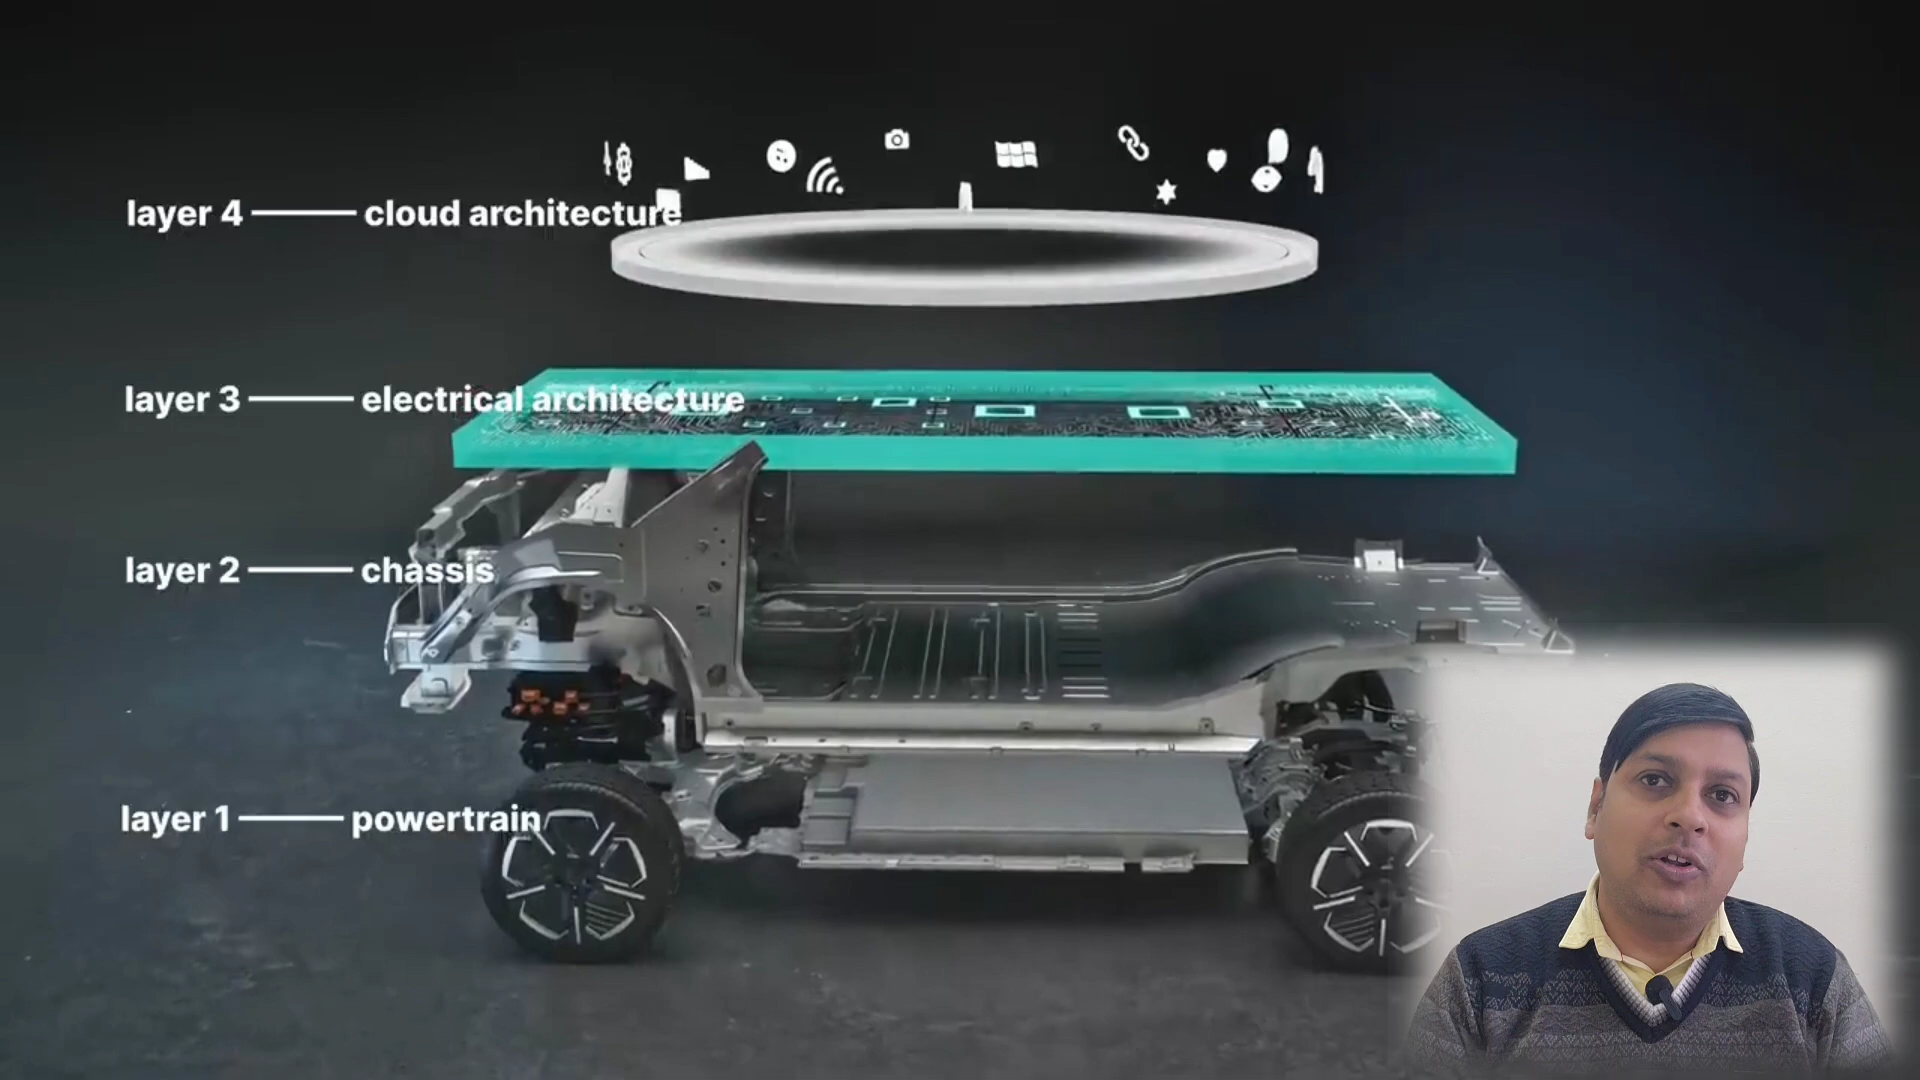 layer 4 cloud architecture
layer 3 electrical architecture
layer 2 chassis
layer 1 powertrain